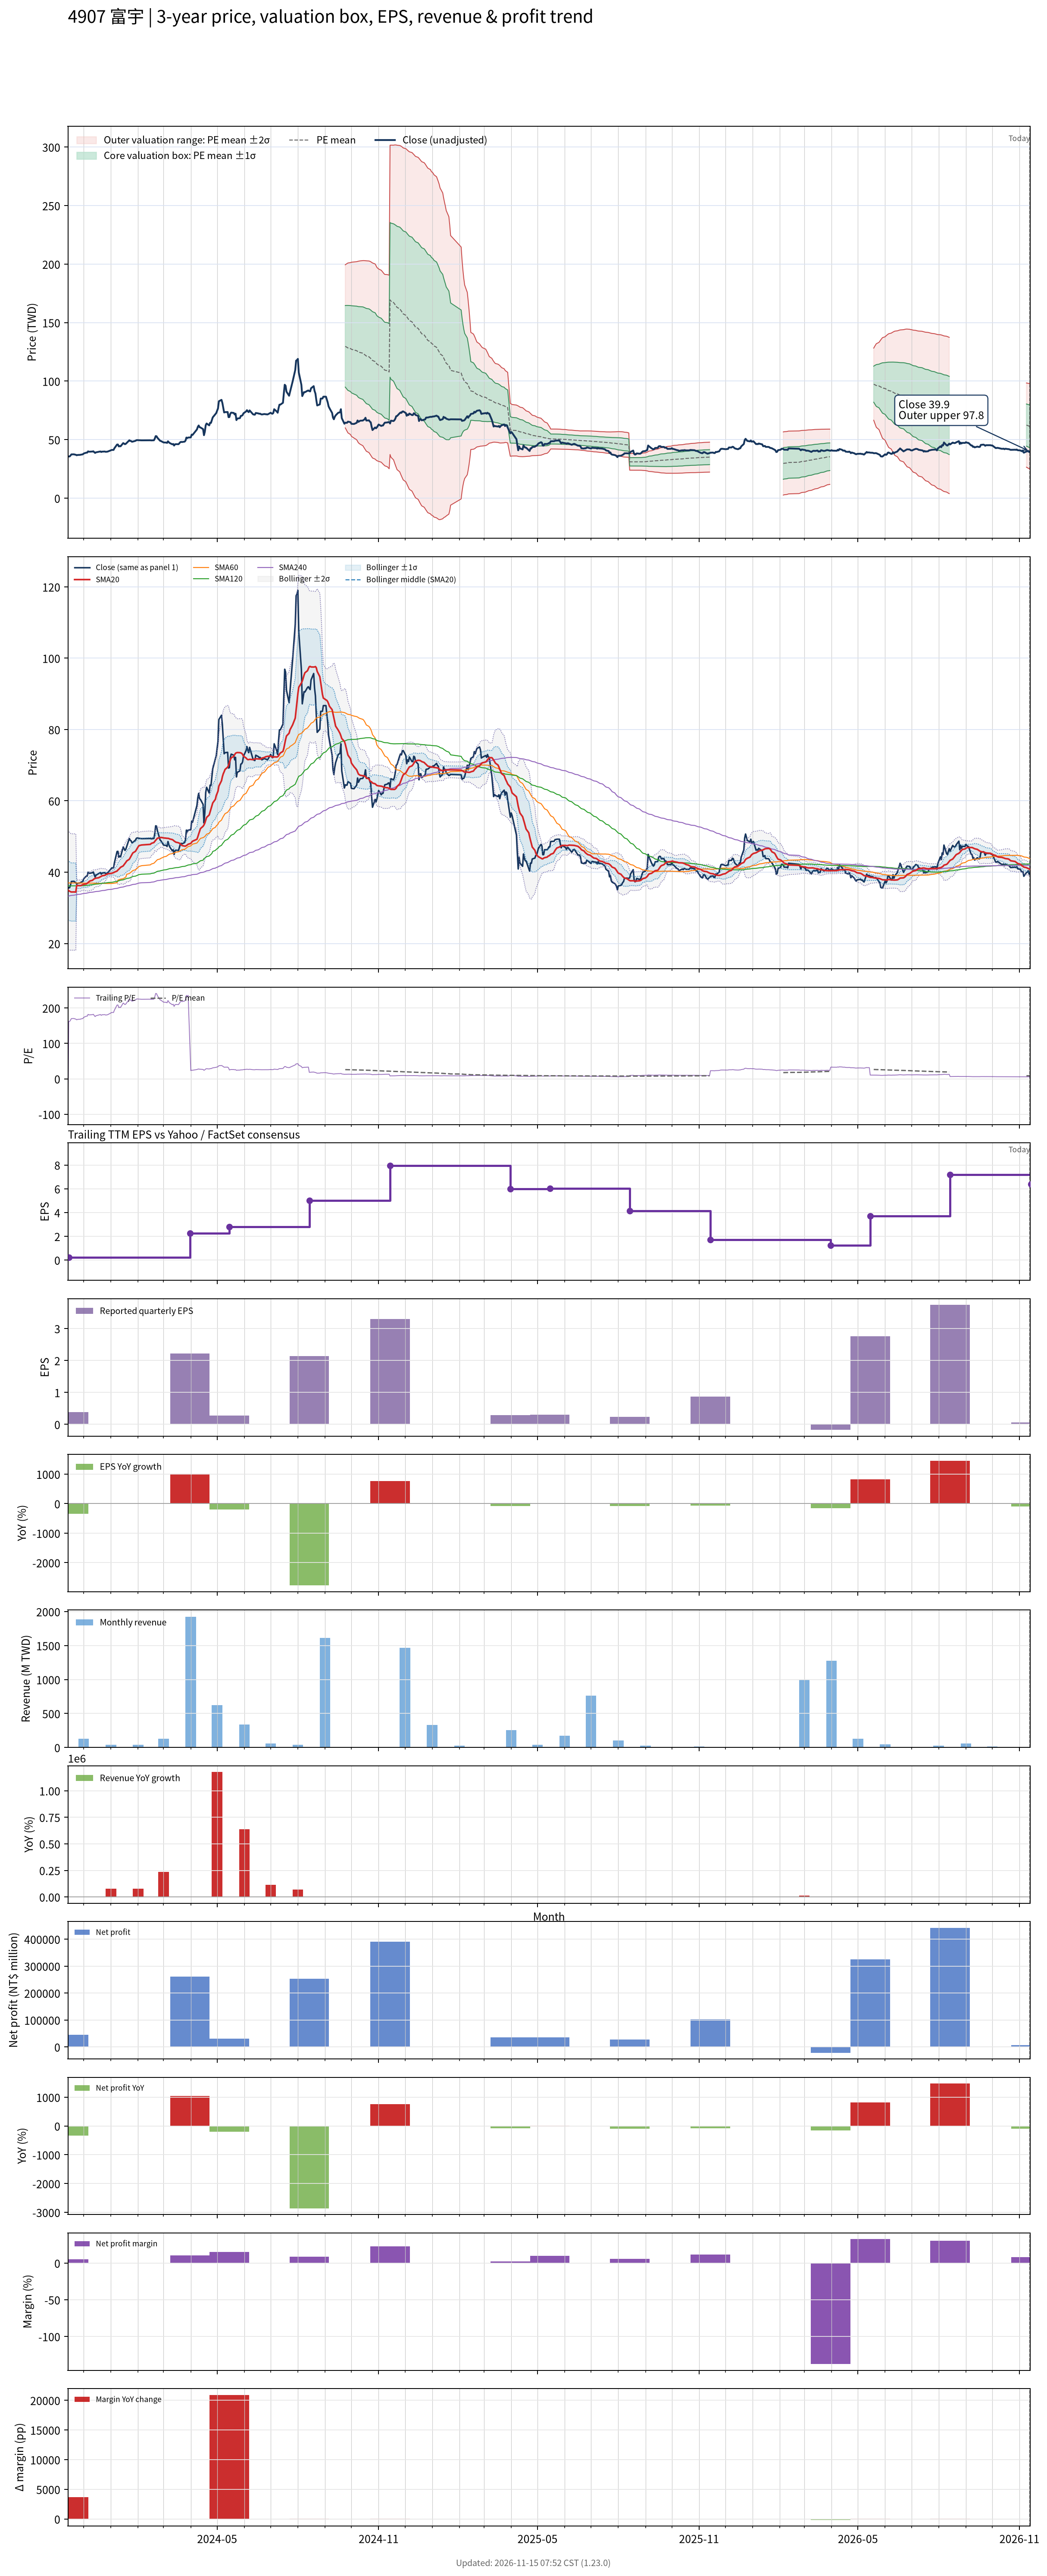 4907 富宇 | 3-year price, valuation box, EPS, revenue & profit trend
Outer valuation range: PE mean ±2σ
PE mean
Close (unadjusted)
Core valuation box: PE mean ±1σ
Today
Price (TWD)
300
250
200
150
100
50
0
Close 39.9
Outer upper 97.8
Close (same as panel 1)
SMA60
SMA240
Bollinger ±1σ
SMA20
SMA120
Bollinger ±2σ
Bollinger middle (SMA20)
Price
120
100
80
60
40
20
Trailing P/E
P/E mean
P/E
200
100
0
-100
Trailing TTM EPS vs Yahoo / FactSet consensus
Today
EPS
8
6
4
2
0
Reported quarterly EPS
EPS
3
2
1
0
EPS YoY growth
YoY (%)
1000
0
-1000
-2000
Monthly revenue
Revenue (M TWD)
2000
1500
1000
500
0
1e6
Revenue YoY growth
YoY (%)
1.00
0.75
0.50
0.25
0.00
Month
Net profit
Net profit (NT$ million)
400000
300000
200000
100000
0
Net profit YoY
YoY (%)
1000
0
-1000
-2000
-3000
Net profit margin
Margin (%)
0
-50
-100
Margin YoY change
Δ margin (pp)
20000
15000
10000
5000
0
2024-05
2024-11
2025-05
2025-11
2026-05
2026-11
Updated: 2026-11-15 07:52 CST (1.23.0)